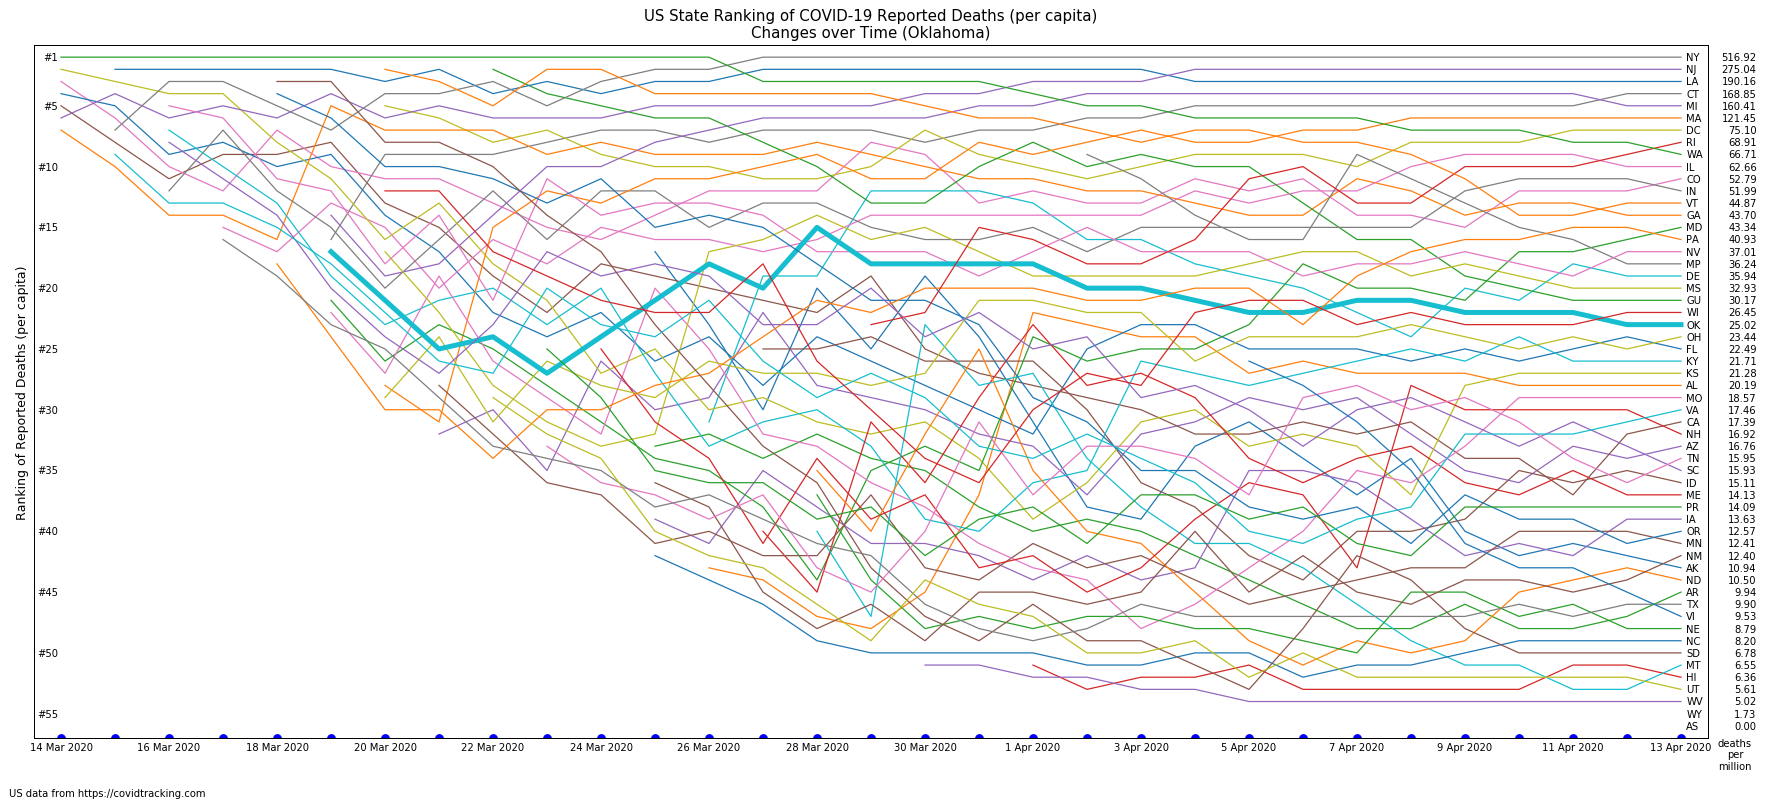 US State Ranking of COVID-19 Reported Deaths (per capita)
Changes over Time (Oklahoma)
Ranking of Reported Deaths (per capita)
#1
#5
#10
#15
#20
#25
#30
#35
#40
#45
#50
#55
NY 516.92
NJ 275.04
LA 190.16
CT 168.85
MI 160.41
MA 121.45
DC 75.10
RI 68.91
WA 66.71
IL 62.66
CO 52.79
IN 51.99
VT 44.87
GA 43.70
MD 43.34
PA 40.93
NV 37.01
MP 36.24
DE 35.94
MS 32.93
GU 30.17
WI 26.45
OK 25.02
OH 23.44
FL 22.49
KY 21.71
KS 21.28
AL 20.19
MO 18.57
VA 17.46
CA 17.39
NH 16.92
AZ 16.76
TN 15.95
SC 15.93
ID 15.11
ME 14.13
PR 14.09
IA 13.63
OR 12.57
MN 12.41
NM 12.40
AK 10.94
ND 10.50
AR 9.94
TX 9.90
VI 9.53
NE 8.79
NC 8.20
SD 6.78
MT 6.55
HI 6.36
UT 5.61
WV 5.02
WY 1.73
AS 0.00
14 Mar 2020 16 Mar 2020 18 Mar 2020 20 Mar 2020 22 Mar 2020 24 Mar 2020 26 Mar 2020 28 Mar 2020 30 Mar 2020 1 Apr 2020 3 Apr 2020 5 Apr 2020 7 Apr 2020 9 Apr 2020 11 Apr 2020 13 Apr 2020
deaths
per
million
US data from https://covidtracking.com